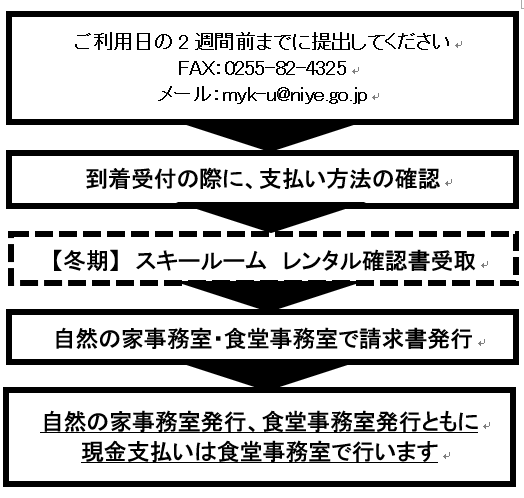 ご利用日の2週間前までに提出してください
FAX：0255-82-4325
メール：myk-u@niye.go.jp
到着受付の際に、支払い方法の確認
【冬期】 スキールーム　レンタル確認書受取
自然の家事務室・食堂事務室で請求書発行
自然の家事務室発行、食堂事務室発行ともに
現金支払いは食堂事務室で行います